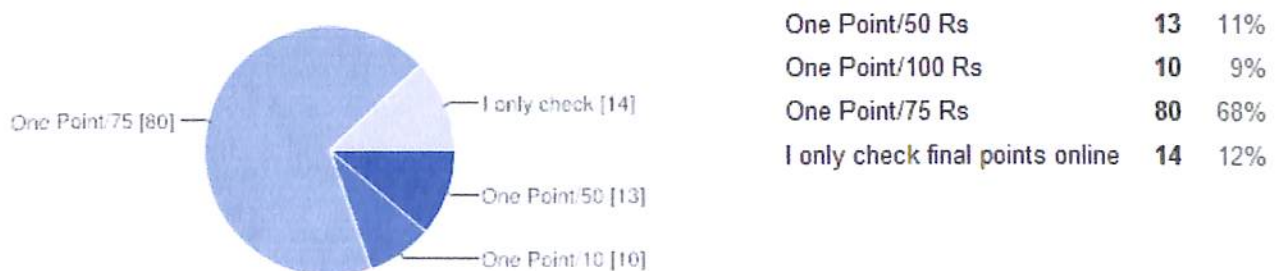 One Point/75 [80]
I only check [14]
One Point/50 [13]
One Point/10 [10]
One Point/50 Rs 13 11%
One Point/100 Rs 10 9%
One Point/75 Rs 80 68%
I only check final points online 14 12%